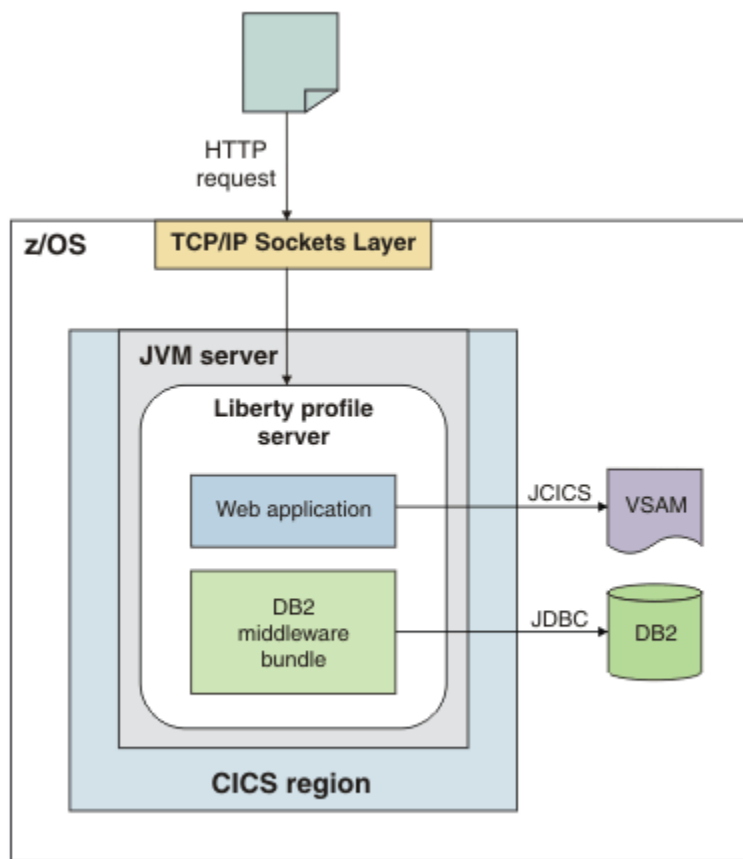 HTTP
request
z/OS
TCP/IP Sockets Layer
JVM server
Liberty profile
server
Web application
JCICS
VSAM
DB2
middleware
bundle
JDBC
DB2
CICS region